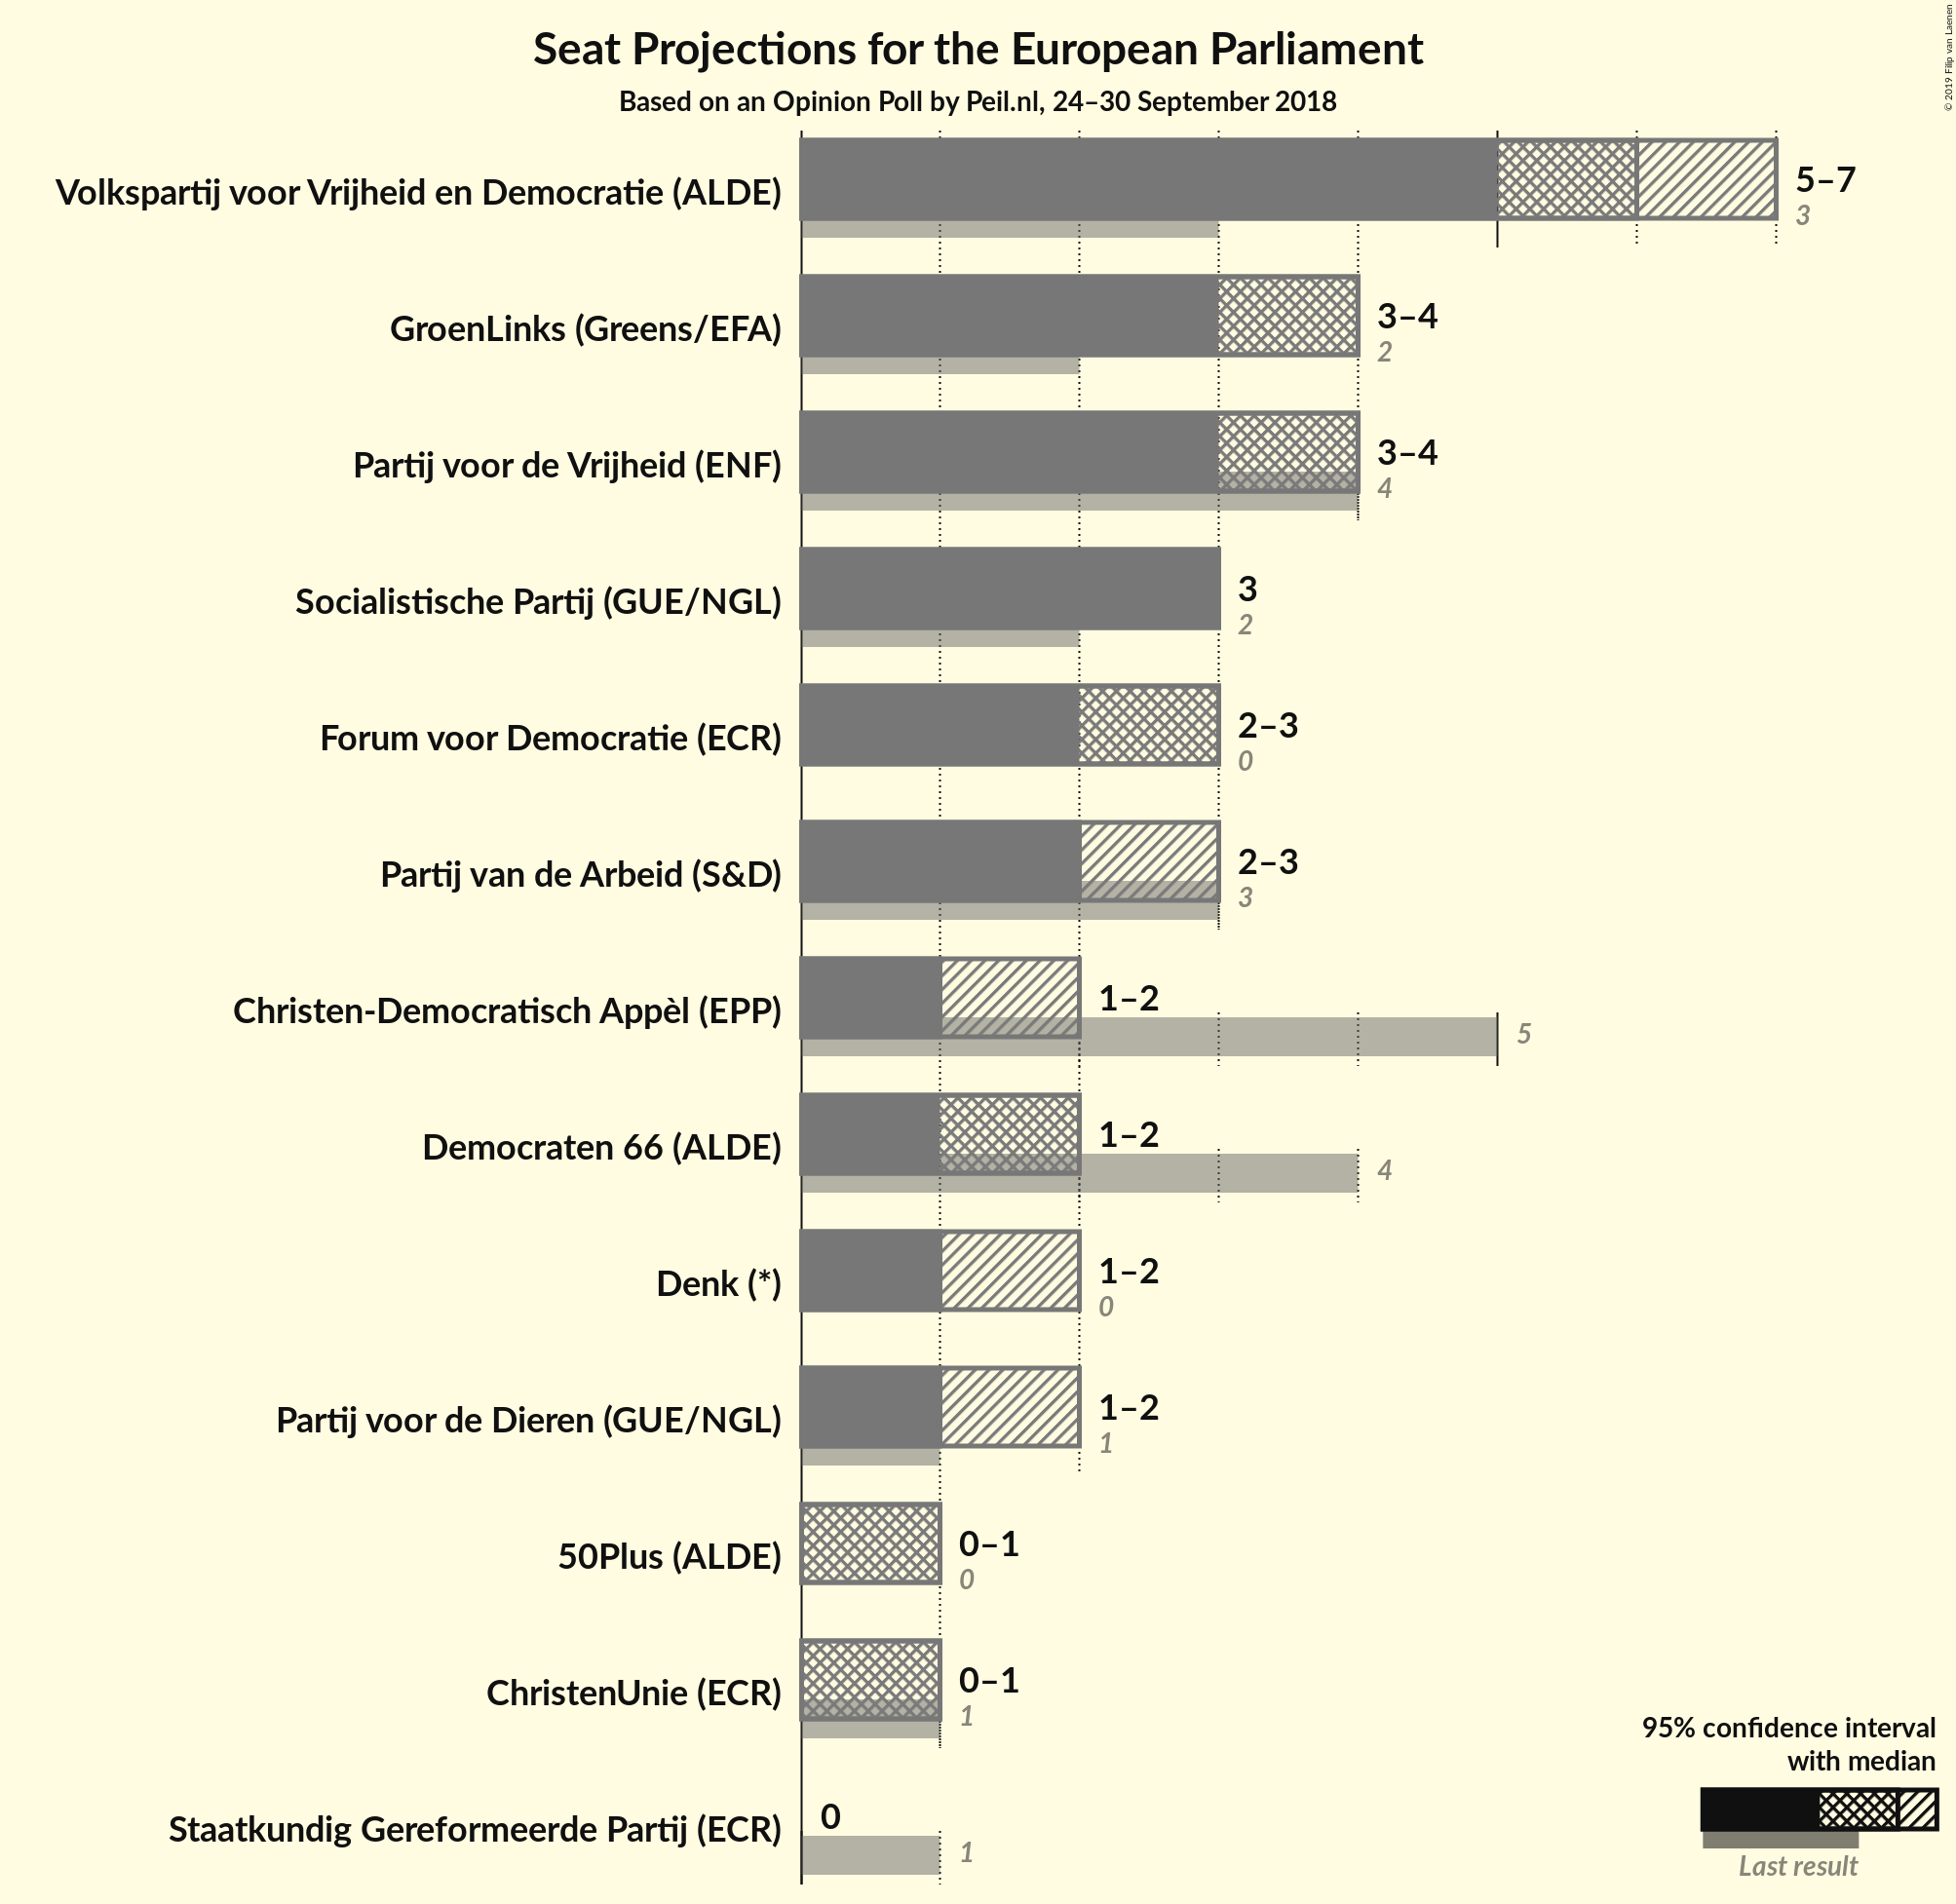 Seat Projections for the European Parliament
Based on an Opinion Poll by Peil.nl, 24–30 September 2018
© 2019 Filip van Laenen
Volkspartij voor Vrijheid en Democratie (ALDE)
5–7
3
GroenLinks (Greens/EFA)
3–4
2
Partij voor de Vrijheid (ENF)
3–4
4
Socialistische Partij (GUE/NGL)
3
2
Forum voor Democratie (ECR)
2–3
0
Partij van de Arbeid (S&D)
2–3
3
Christen-Democratisch Appèl (EPP)
1–2
5
Democraten 66 (ALDE)
1–2
4
Denk (*)
1–2
0
Partij voor de Dieren (GUE/NGL)
1–2
1
50Plus (ALDE)
0–1
0
ChristenUnie (ECR)
0–1
1
Staatkundig Gereformeerde Partij (ECR)
0
1
95% confidence interval
with median
Last result